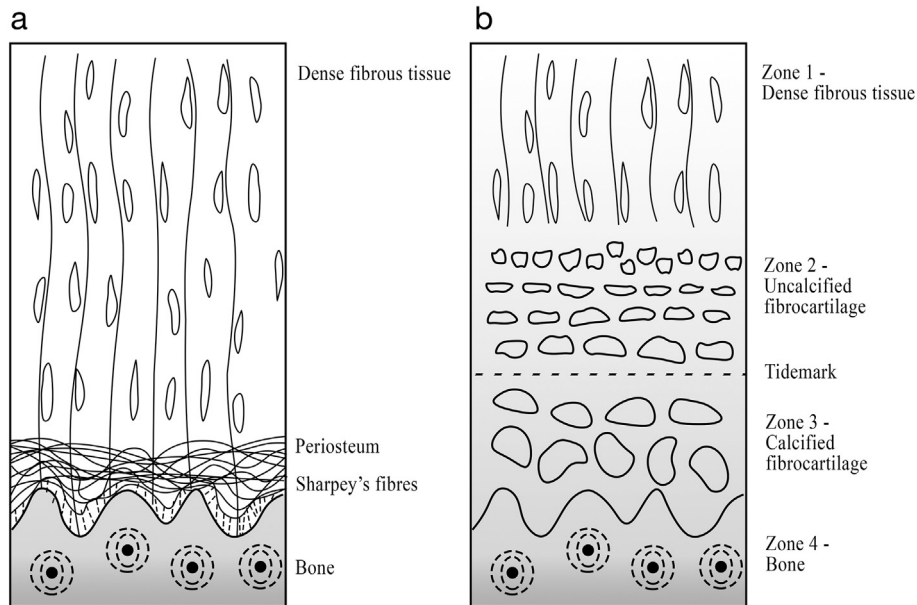 a
Dense fibrous tissue
Periosteum
Sharpey's fibres
Bone
b
Zone 1 -
Dense fibrous tissue
Zone 2 -
Uncalcified
fibrocartilage
Tidemark
Zone 3 -
Calcified
fibrocartilage
Zone 4 -
Bone